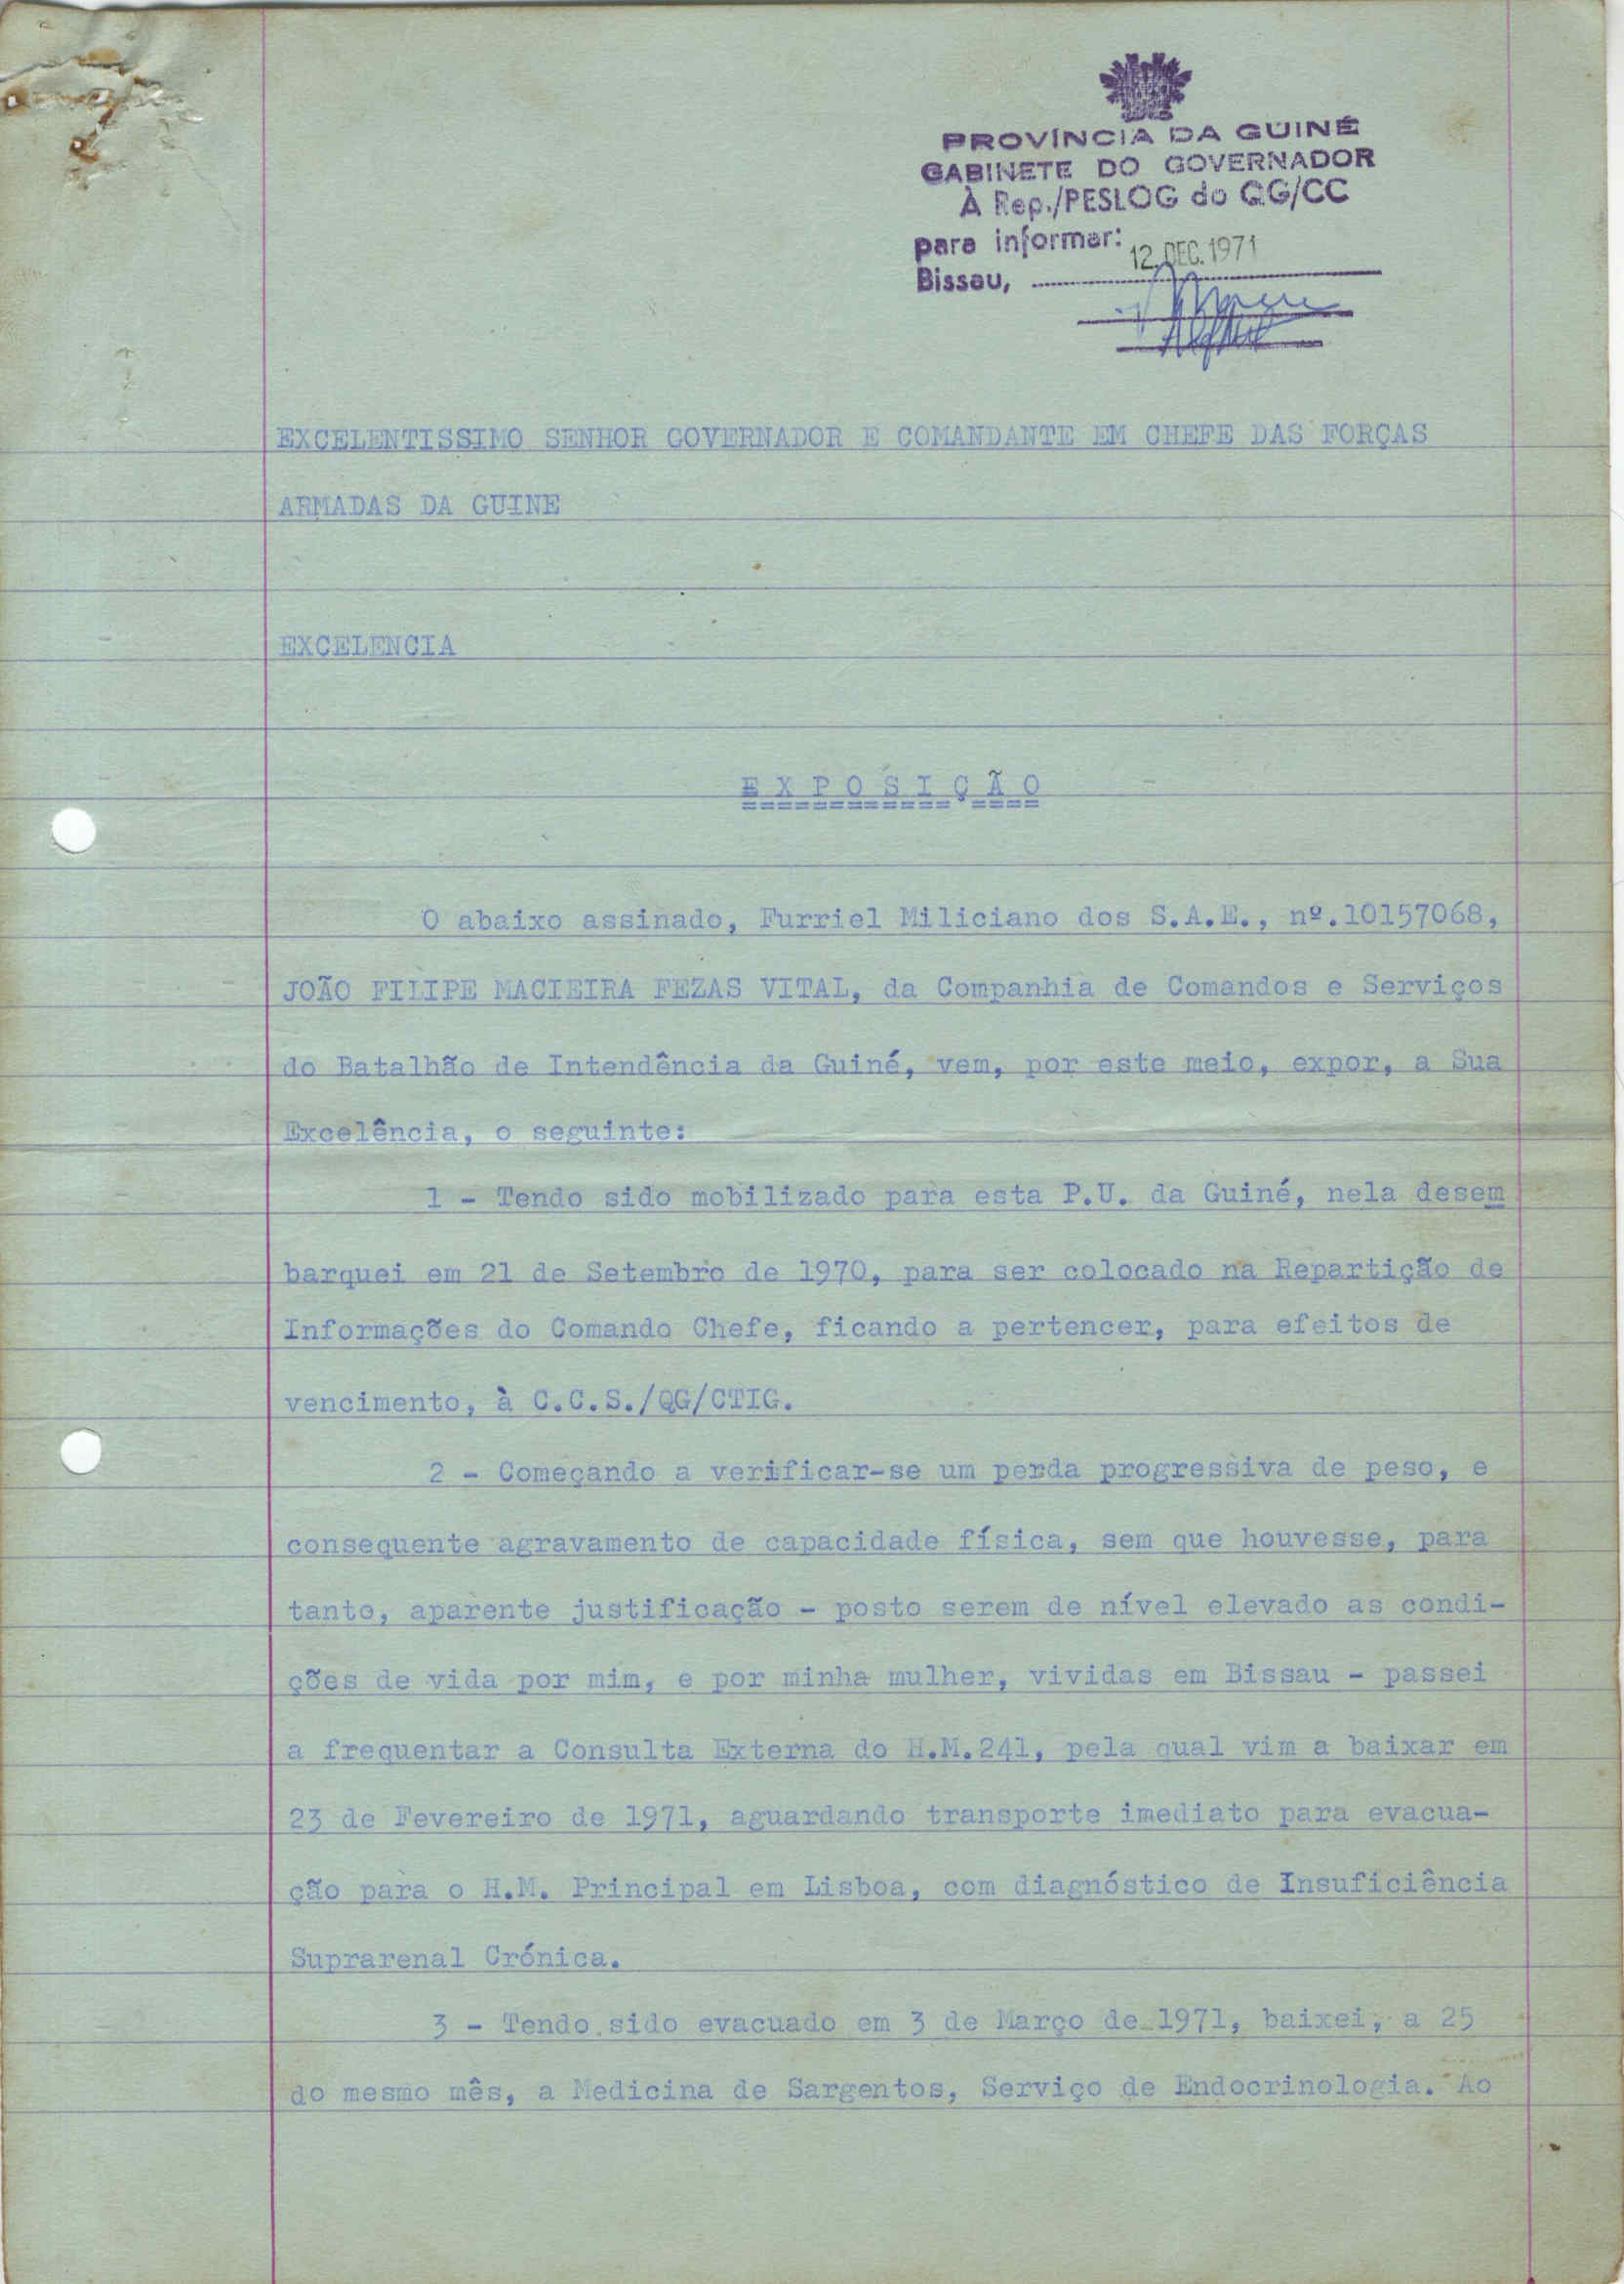 PROVÍNCIA DA GUINÉ
GABINETE DO GOVERNADOR
À Rep./PESLOG do QG/CC
para informar:
12. DEC. 1971
Bissau,
EXCELENTISSIMO SENHOR GOVERNADOR E COMANDANTE EM CHEFE DAS FORÇAS
ARMADAS DA GUINE
EXCELENCIA
E X P O S I Ç Ã O
O abaixo assinado, Furriel Miliciano dos S.A.E., nº.10157068,
JOÃO FILIPE MACIEIRA FEZAS VITAL, da Companhia de Comandos e Serviços
do Batalhão de Intendência da Guiné, vem, por este meio, expor, a Sua
Excelência, o seguinte:
1 - Tendo sido mobilizado para esta P.U. da Guiné, nela desem
barquei em 21 de Setembro de 1970, para ser colocado na Repartição de
Informações do Comando Chefe, ficando a pertencer, para efeitos de
vencimento, à C.C.S./QG/CTIG.
2 - Começando a verificar-se um perda progressiva de peso, e
consequente agravamento de capacidade física, sem que houvesse, para
tanto, aparente justificação - posto serem de nível elevado as condi-
ções de vida por mim, e por minha mulher, vividas em Bissau - passei
a frequentar a Consulta Externa do H.M.241, pela qual vim a baixar em
23 de Fevereiro de 1971, aguardando transporte imediato para evacua-
ção para o H.M. Principal em Lisboa, com diagnóstico de Insuficiência
Suprarenal Crónica.
3 - Tendo sido evacuado em 3 de Março de 1971, baixei, a 25
do mesmo mês, a Medicina de Sargentos, Serviço de Endocrinologia. Ao